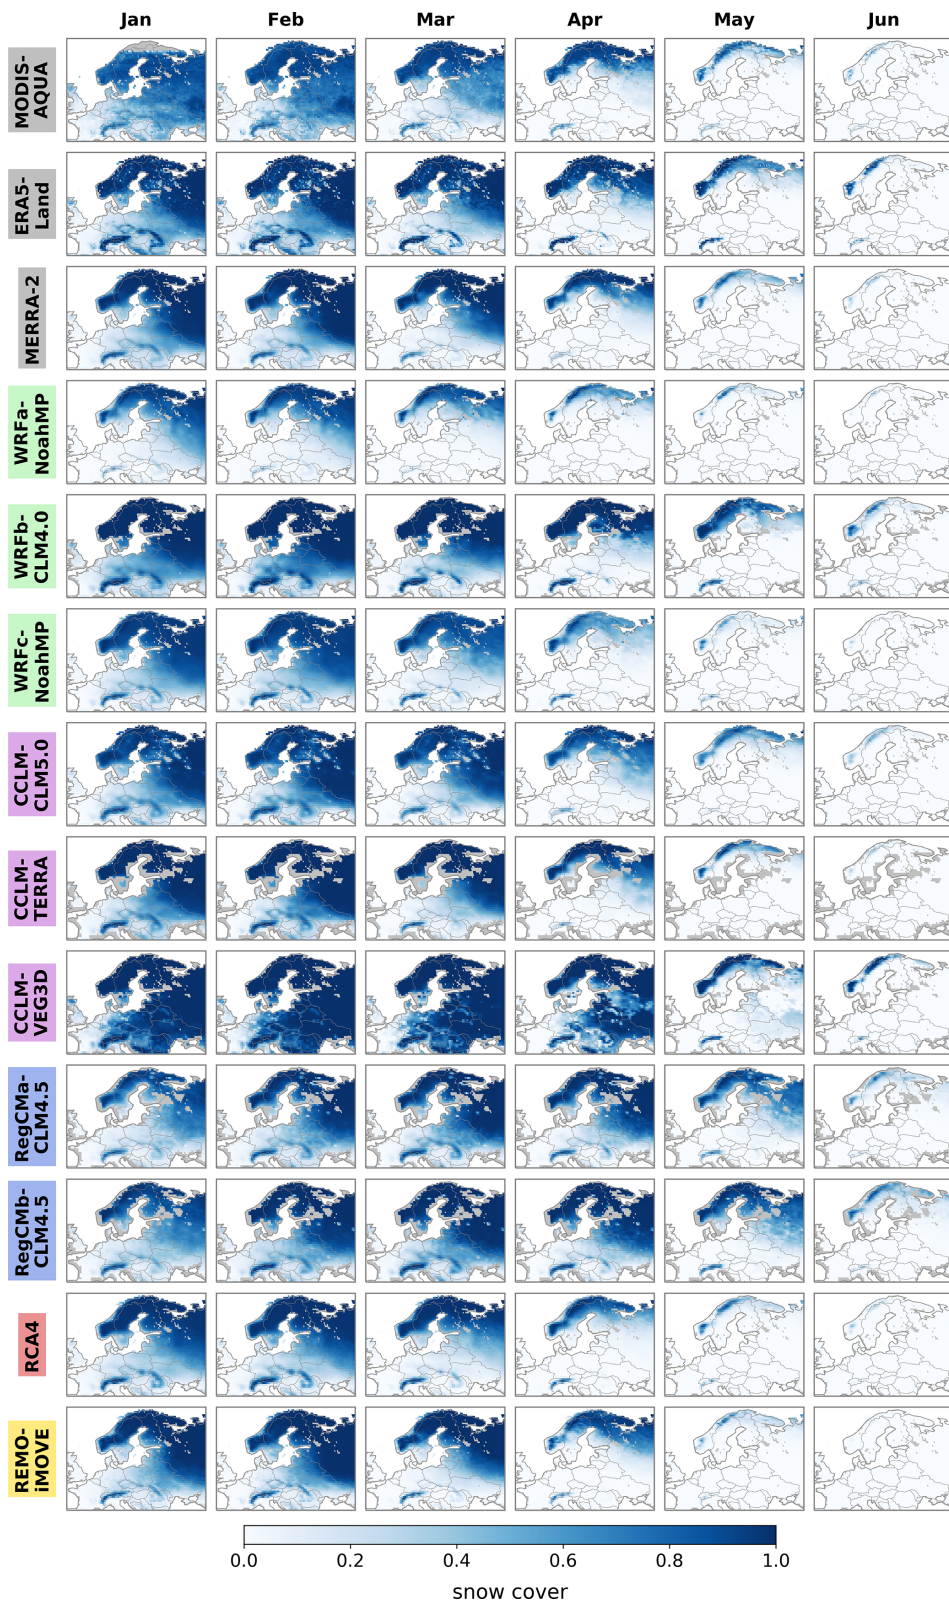 Jan Feb Mar Apr May Jun
MODIS-
AQUA
ERA5-
Land
MERRA-2
WRFa-
NoahMP
WRFb-
CLM4.0
WRFc-
NoahMP
CCLM-
CLM5.0
CCLM-
TERRA
CCLM-
VEG3D
RegCMa-
CLM4.5
RegCMb-
CLM4.5
RCA4
REMO-
iMOVE
0.0 0.2 0.4 0.6 0.8 1.0
snow cover